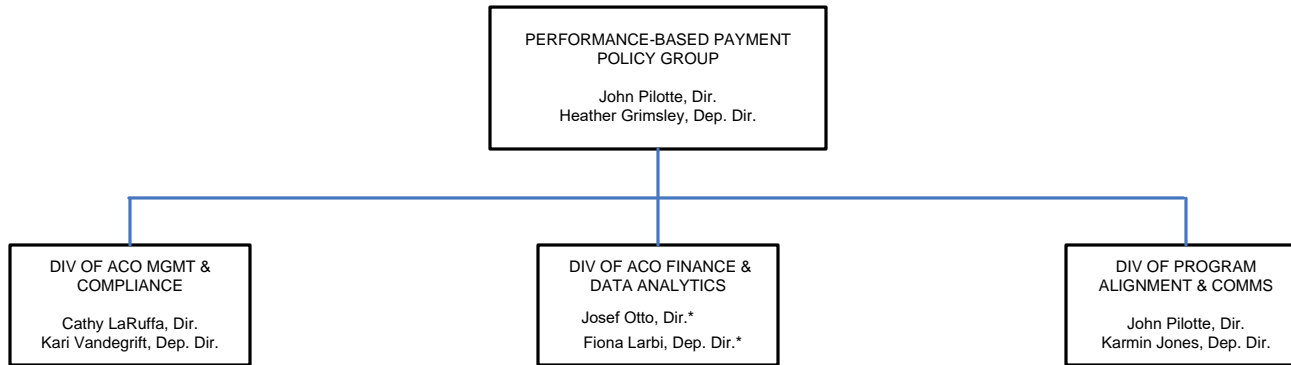 PERFORMANCE-BASED PAYMENT
POLICY GROUP
John Pilotte, Dir.
Heather Grimsley, Dep. Dir.
DIV OF ACO MGMT &
COMPLIANCE
Cathy LaRuffa, Dir.
Kari Vandegrift, Dep. Dir.
DIV OF ACO FINANCE &
DATA ANALYTICS
Josef Otto, Dir.*
Fiona Larbi, Dep. Dir.*
DIV OF PROGRAM
ALIGNMENT & COMMS
John Pilotte, Dir.
Karmin Jones, Dep. Dir.